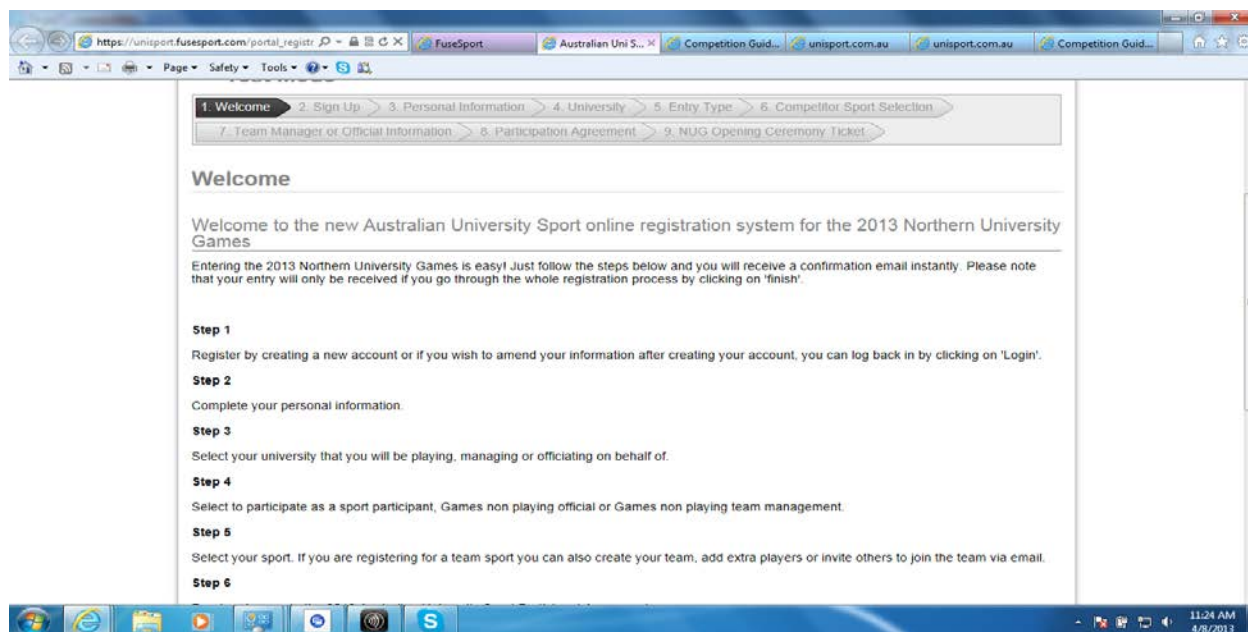 https://unisport.fusesport.com/portal_registr
FuseSport
Australian Uni S...
Competition Guid...
unisport.com.au
unisport.com.au
Competition Guid...
Page
Safety
Tools
1. Welcome
2. Sign Up
3. Personal Information
4. University
5. Entry Type
6. Competitor Sport Selection
7. Team Manager or Official Information
8. Participation Agreement
9. NUG Opening Ceremony Ticket
Welcome
Welcome to the new Australian University Sport online registration system for the 2013 Northern University
Games
Entering the 2013 Northern University Games is easy! Just follow the steps below and you will receive a confirmation email instantly. Please note
that your entry will only be received if you go through the whole registration process by clicking on 'finish'.
Step 1
Register by creating a new account or if you wish to amend your information after creating your account, you can log back in by clicking on 'Login'.
Step 2
Complete your personal information.
Step 3
Select your university that you will be playing, managing or officiating on behalf of.
Step 4
Select to participate as a sport participant, Games non playing official or Games non playing team management.
Step 5
Select your sport. If you are registering for a team sport you can also create your team, add extra players or invite others to join the team via email.
Step 6
11:24 AM
4/8/2013